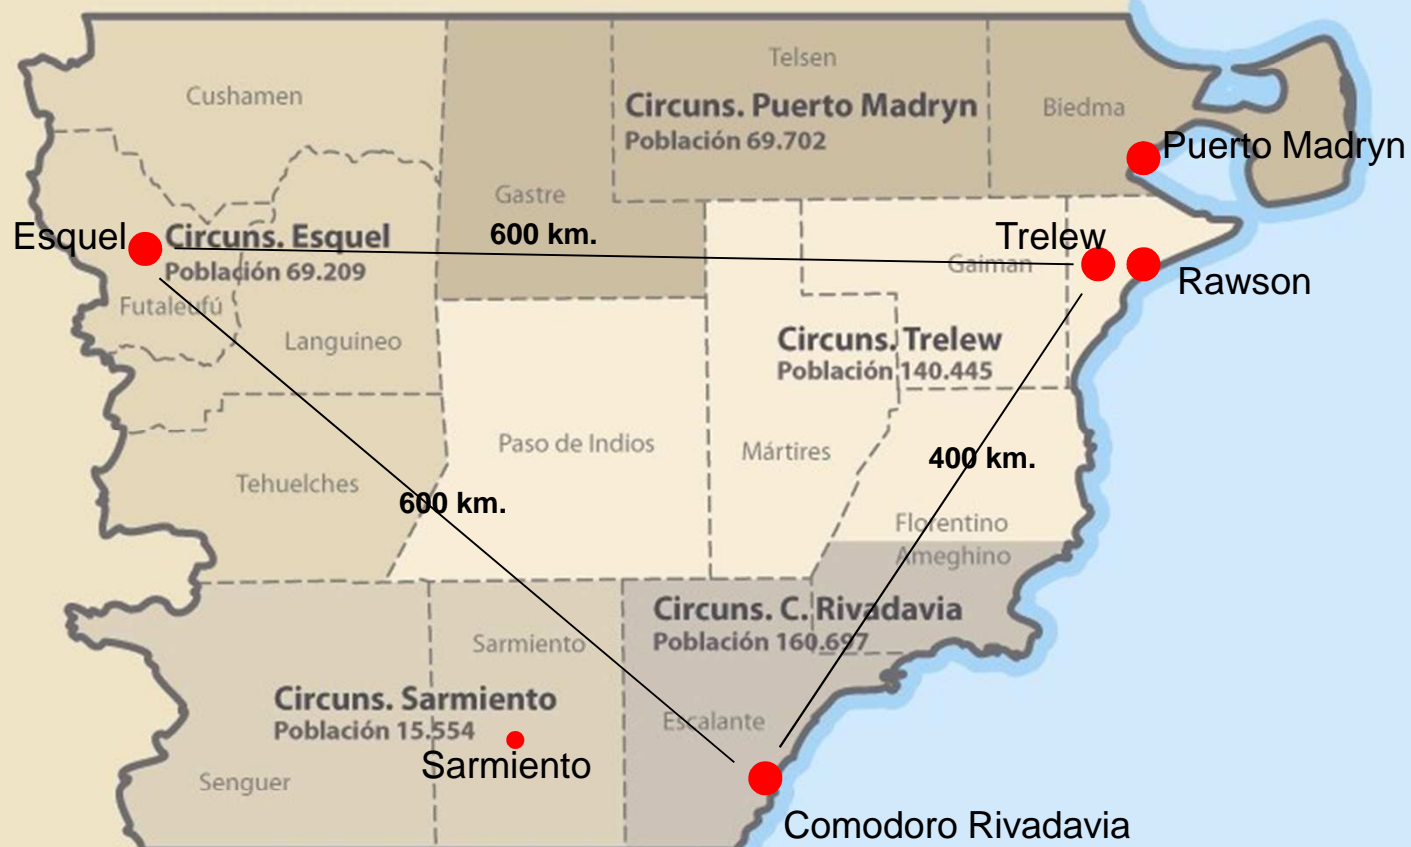 Telsen
Cushamen
Circuns. Puerto Madryn
Población 69.702
Biedma
Puerto Madryn
Gastre
Esquel
Circuns. Esquel
Población 69.209
600 km.
Trelew
Gaiman
Rawson
Futaleufú
Languineo
Circuns. Trelew
Población 140.445
Paso de Indios
Mártires
400 km.
Tehuelches
600 km.
Florentino
Ameghino
Circuns. C. Rivadavia
Población 160.697
Sarmiento
Circuns. Sarmiento
Población 15.554
Escalante
Sarmiento
Senguer
Comodoro Rivadavia